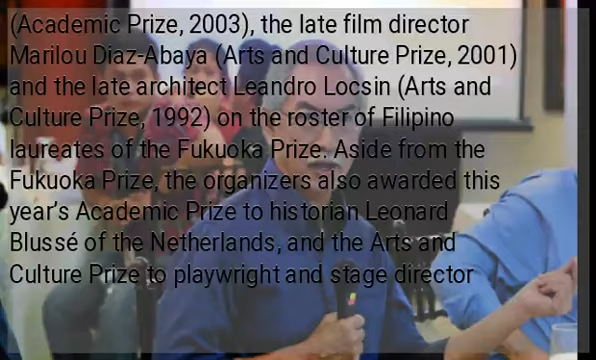 (Academic Prize, 2003), the late film director
Marilou Diaz-Abaya (Arts and Culture Prize, 2001)
and the late architect Leandro Locsin (Arts and
Culture Prize, 1992) on the roster of Filipino
laureates of the Fukuoka Prize. Aside from the
Fukuoka Prize, the organizers also awarded this
year’s Academic Prize to historian Leonard
Blussé of the Netherlands, and the Arts and
Culture Prize to playwright and stage director